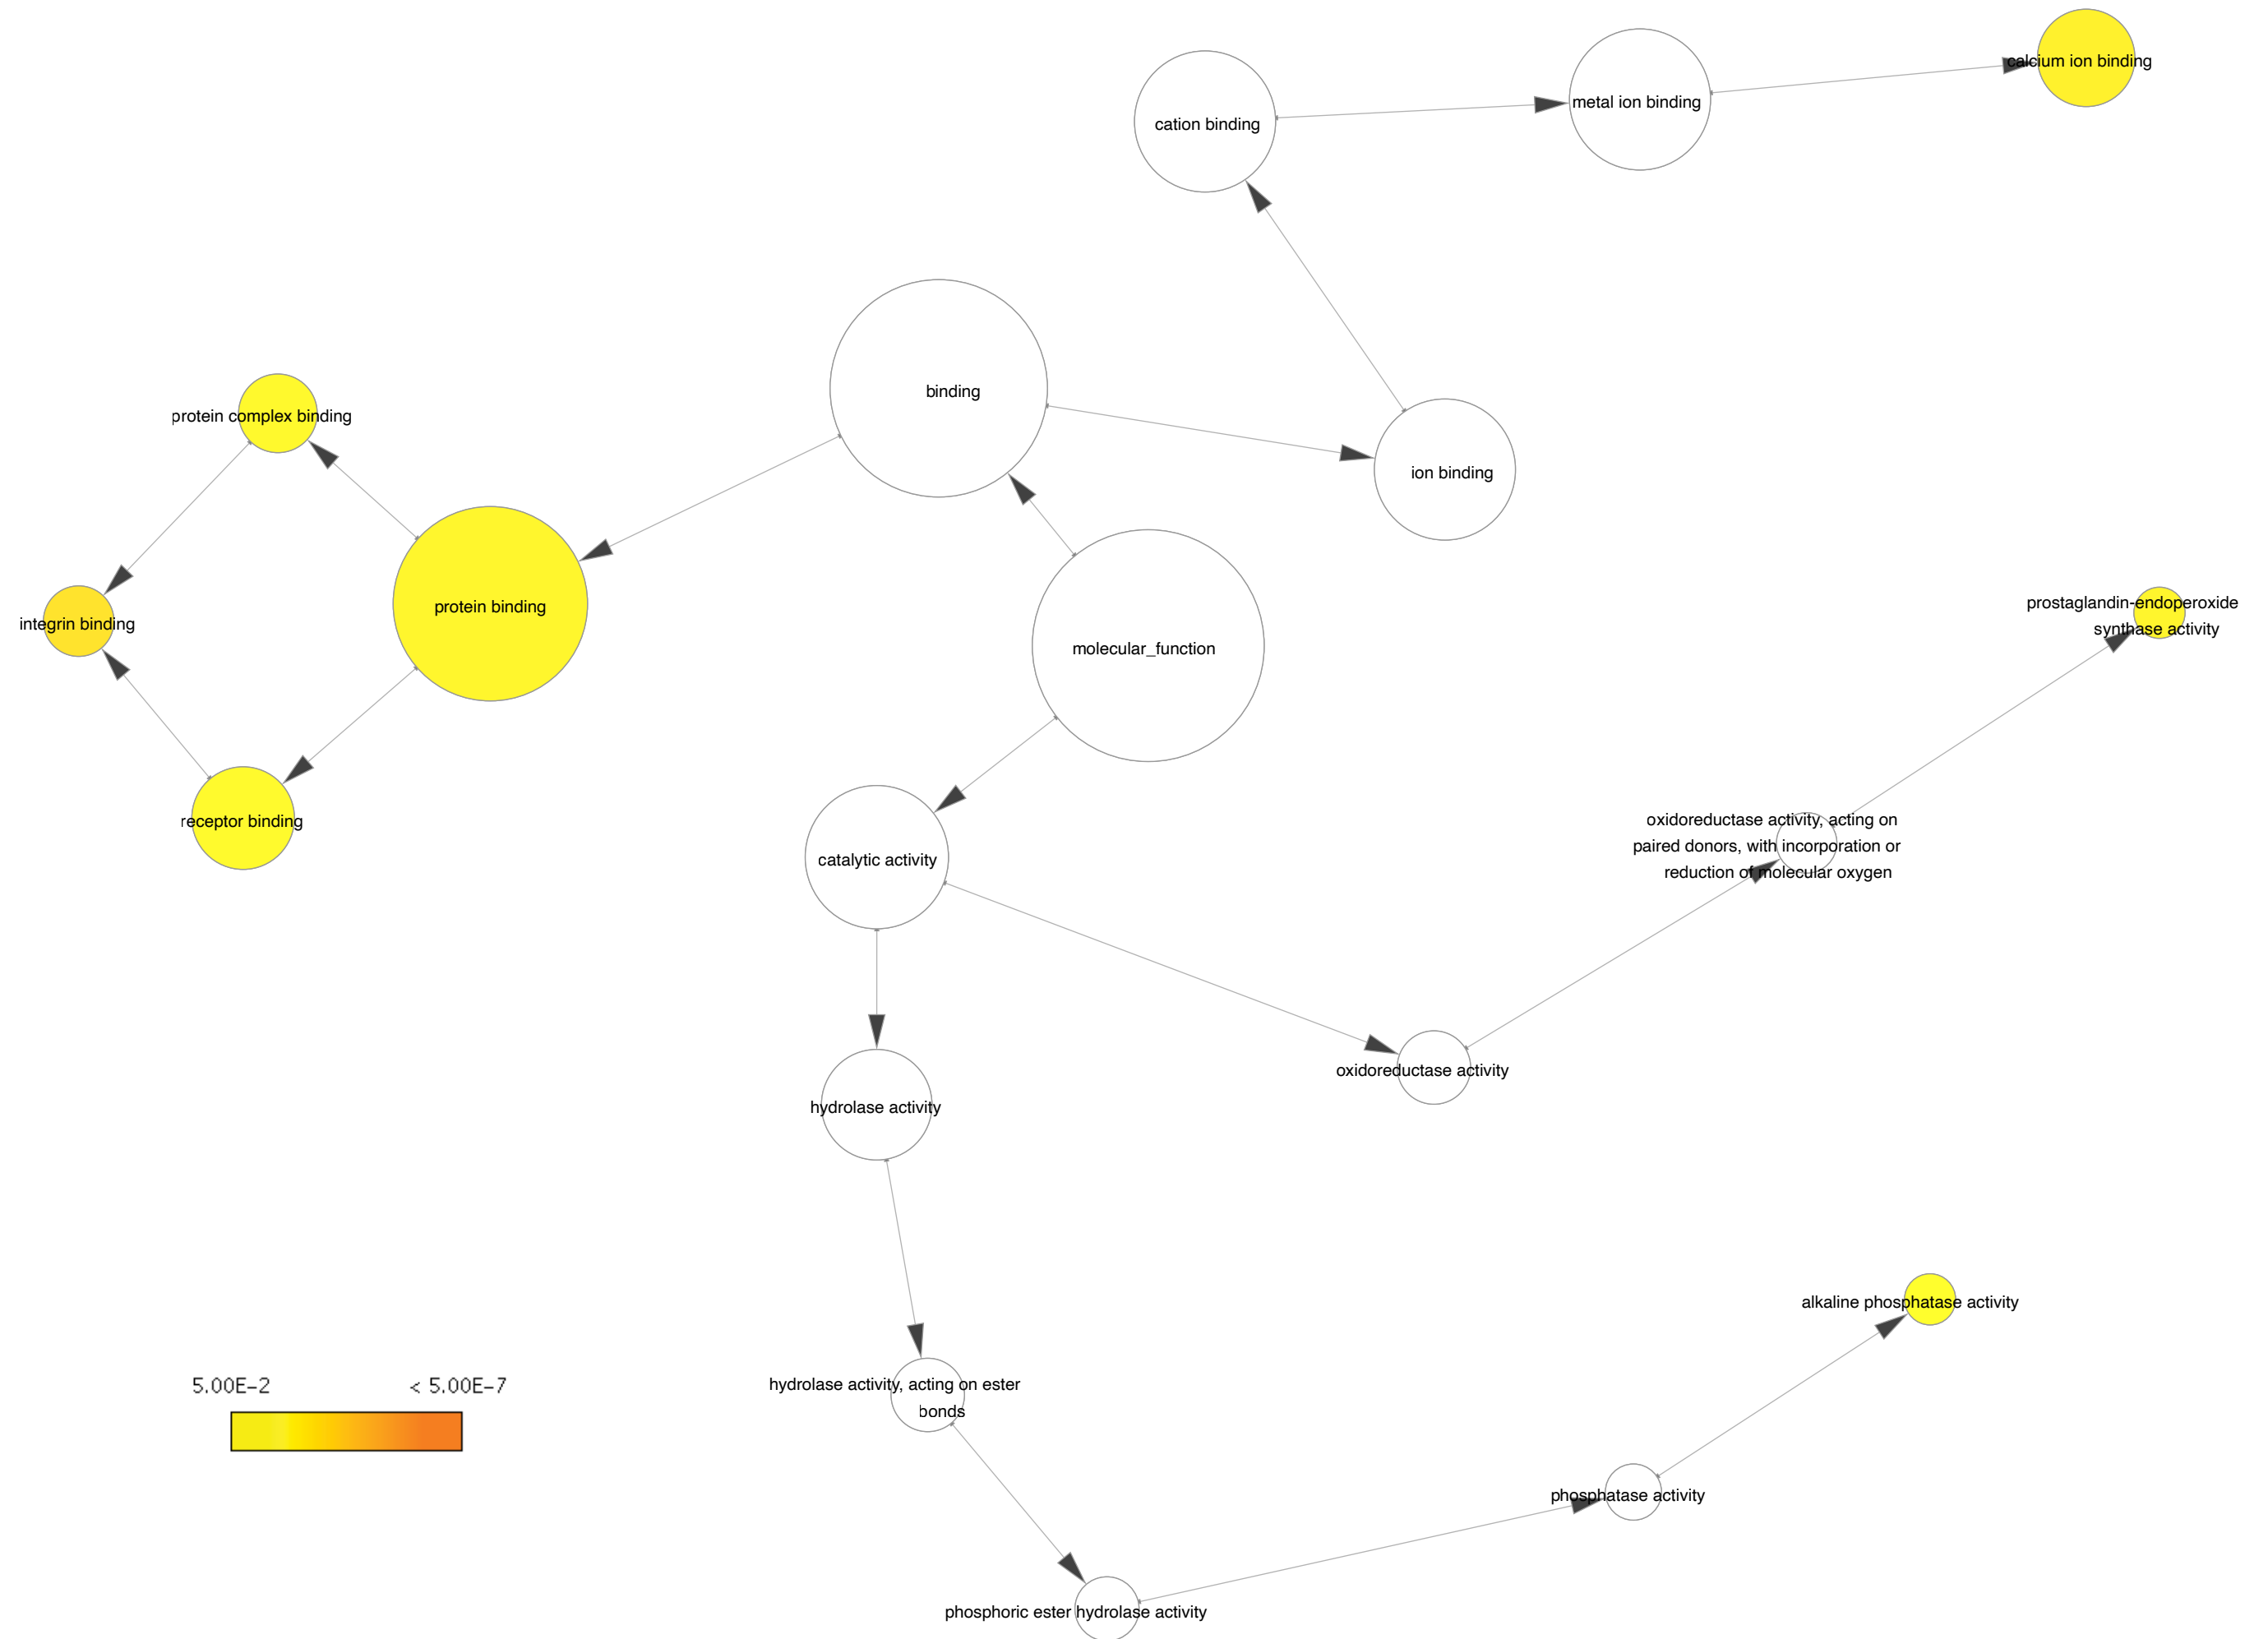 calcium ion binding
metal ion binding
cation binding
binding
protein complex binding
ion binding
prostaglandin-endoperoxide
synthase activity
protein binding
integrin binding
molecular_function
receptor binding
oxidoreductase activity, acting on
paired donors, with incorporation or
reduction of molecular oxygen
catalytic activity
oxidoreductase activity
hydrolase activity
alkaline phosphatase activity
5.00E-2
< 5.00E-7
hydrolase activity, acting on ester
bonds
phosphatase activity
phosphoric ester hydrolase activity